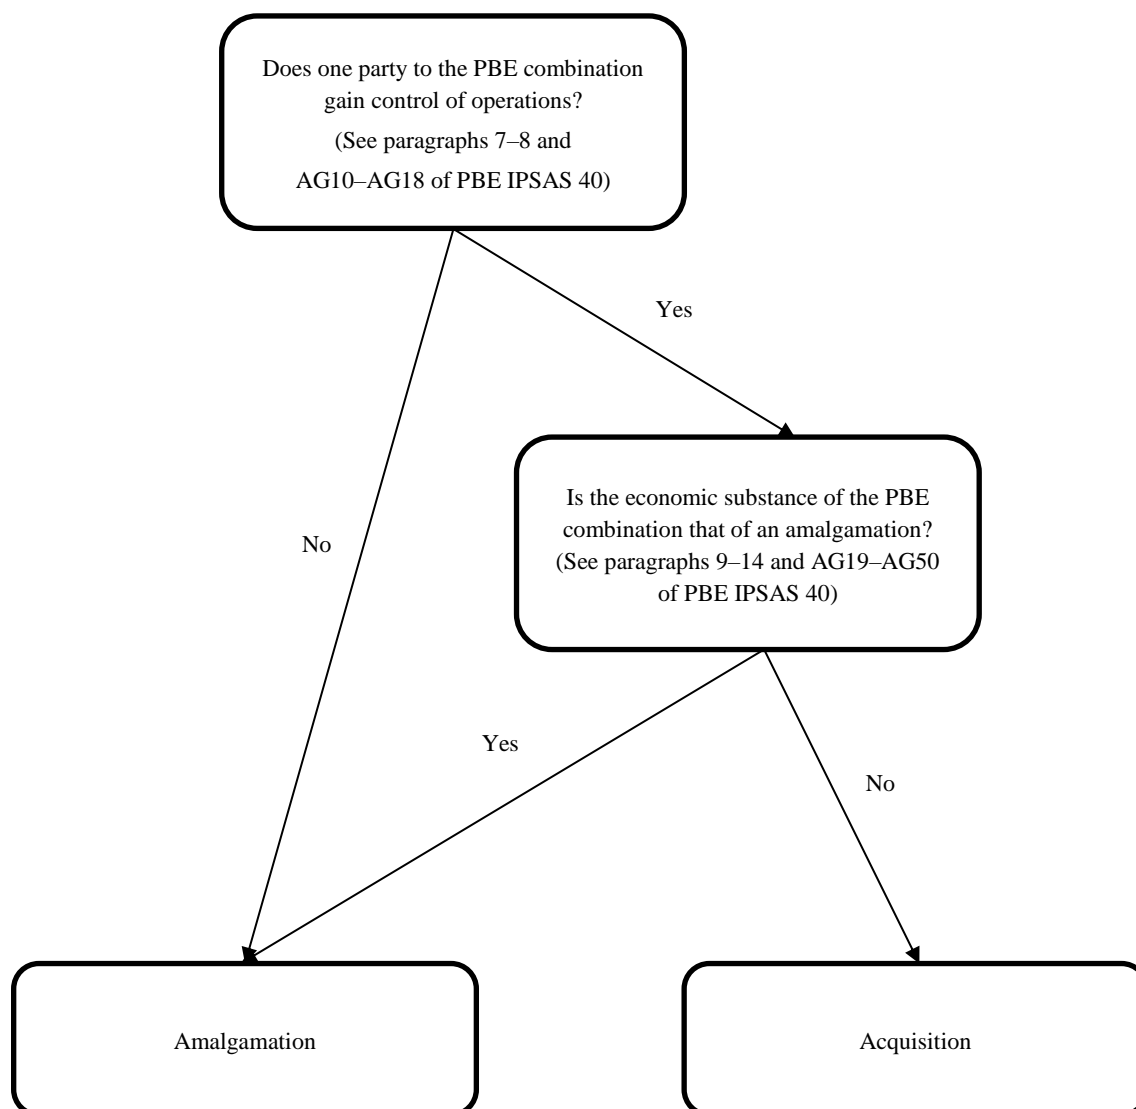 Does one party to the PBE combination
gain control of operations?
(See paragraphs 7–8 and
AG10–AG18 of PBE IPSAS 40)
Yes
No
Is the economic substance of the PBE
combination that of an amalgamation?
(See paragraphs 9–14 and AG19–AG50
of PBE IPSAS 40)
Yes
No
Amalgamation
Acquisition